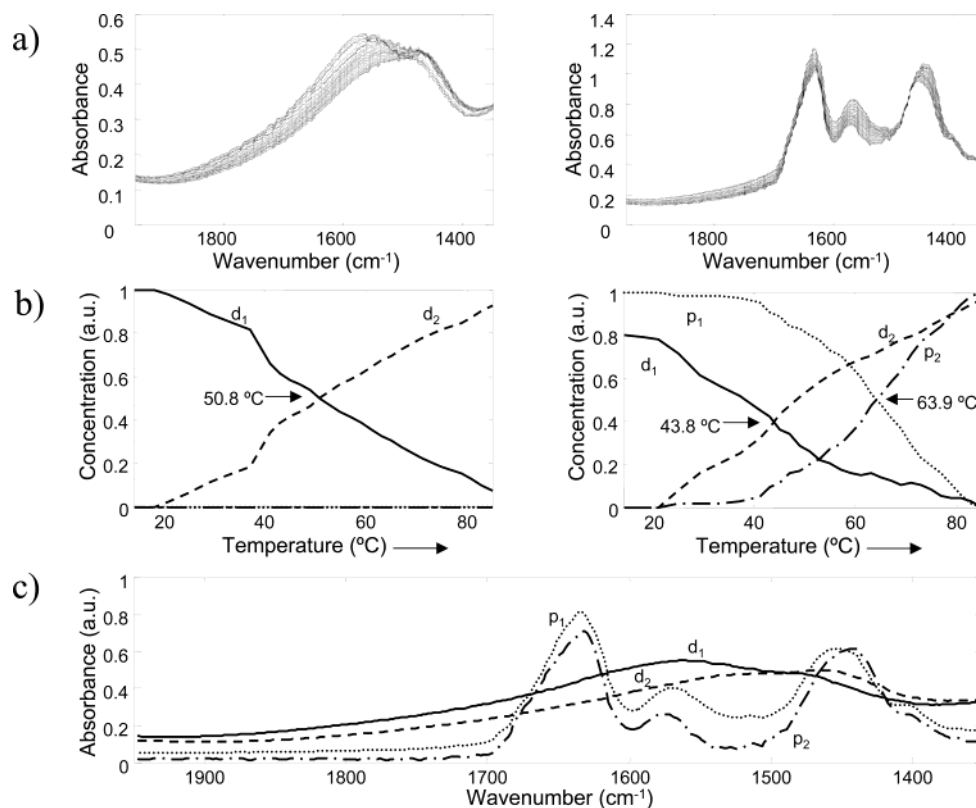 a)
0.6
0.5
0.4
0.3
0.2
0.1
0
Absorbance
1800 1600 1400
Wavenumber (cm-1)
1.4
1.2
1
0.8
0.6
0.4
0.2
0
Absorbance
1800 1600 1400
Wavenumber (cm-1)
b)
1
0.8
0.6
0.4
0.2
0
Concentration (a.u.)
d1
d2
50.8 ºC
20 40 60 80
Temperature (ºC)
1
0.8
0.6
0.4
0.2
0
Concentration (a.u.)
p1
d2
d1
p2
63.9 ºC
43.8 ºC
20 40 60 80
Temperature (ºC)
c)
1
0.8
0.6
0.4
0.2
0
Absorbance (a.u.)
p1
d1
d2
p2
1900 1800 1700 1600 1500 1400
Wavenumber (cm-1)